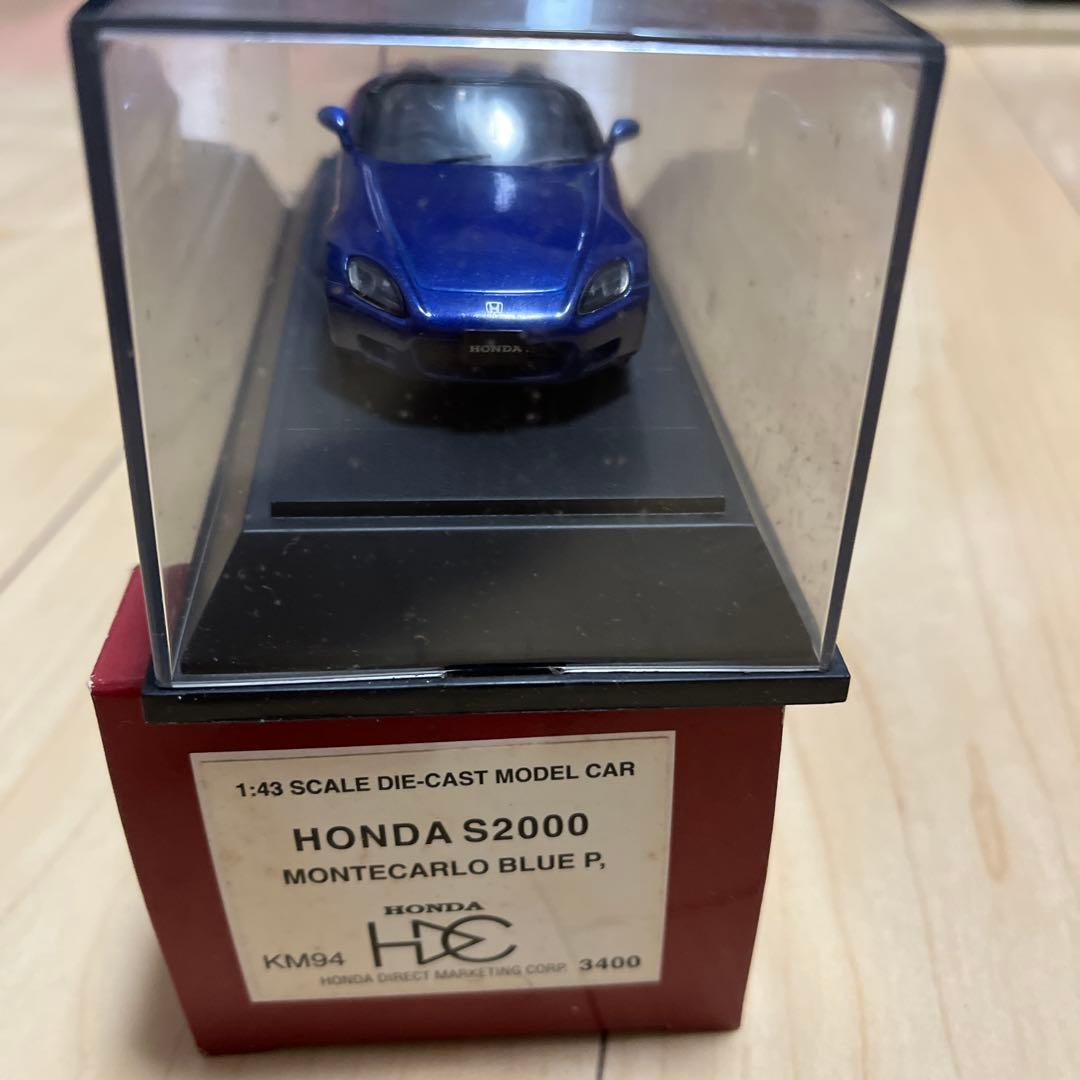 HONDA
1:43 SCALE DIE-CAST MODEL CAR
HONDA S2000
MONTECARLO BLUE P,
HONDA
HDC
KM94
HONDA DIRECT MARKETING CORP.
3400